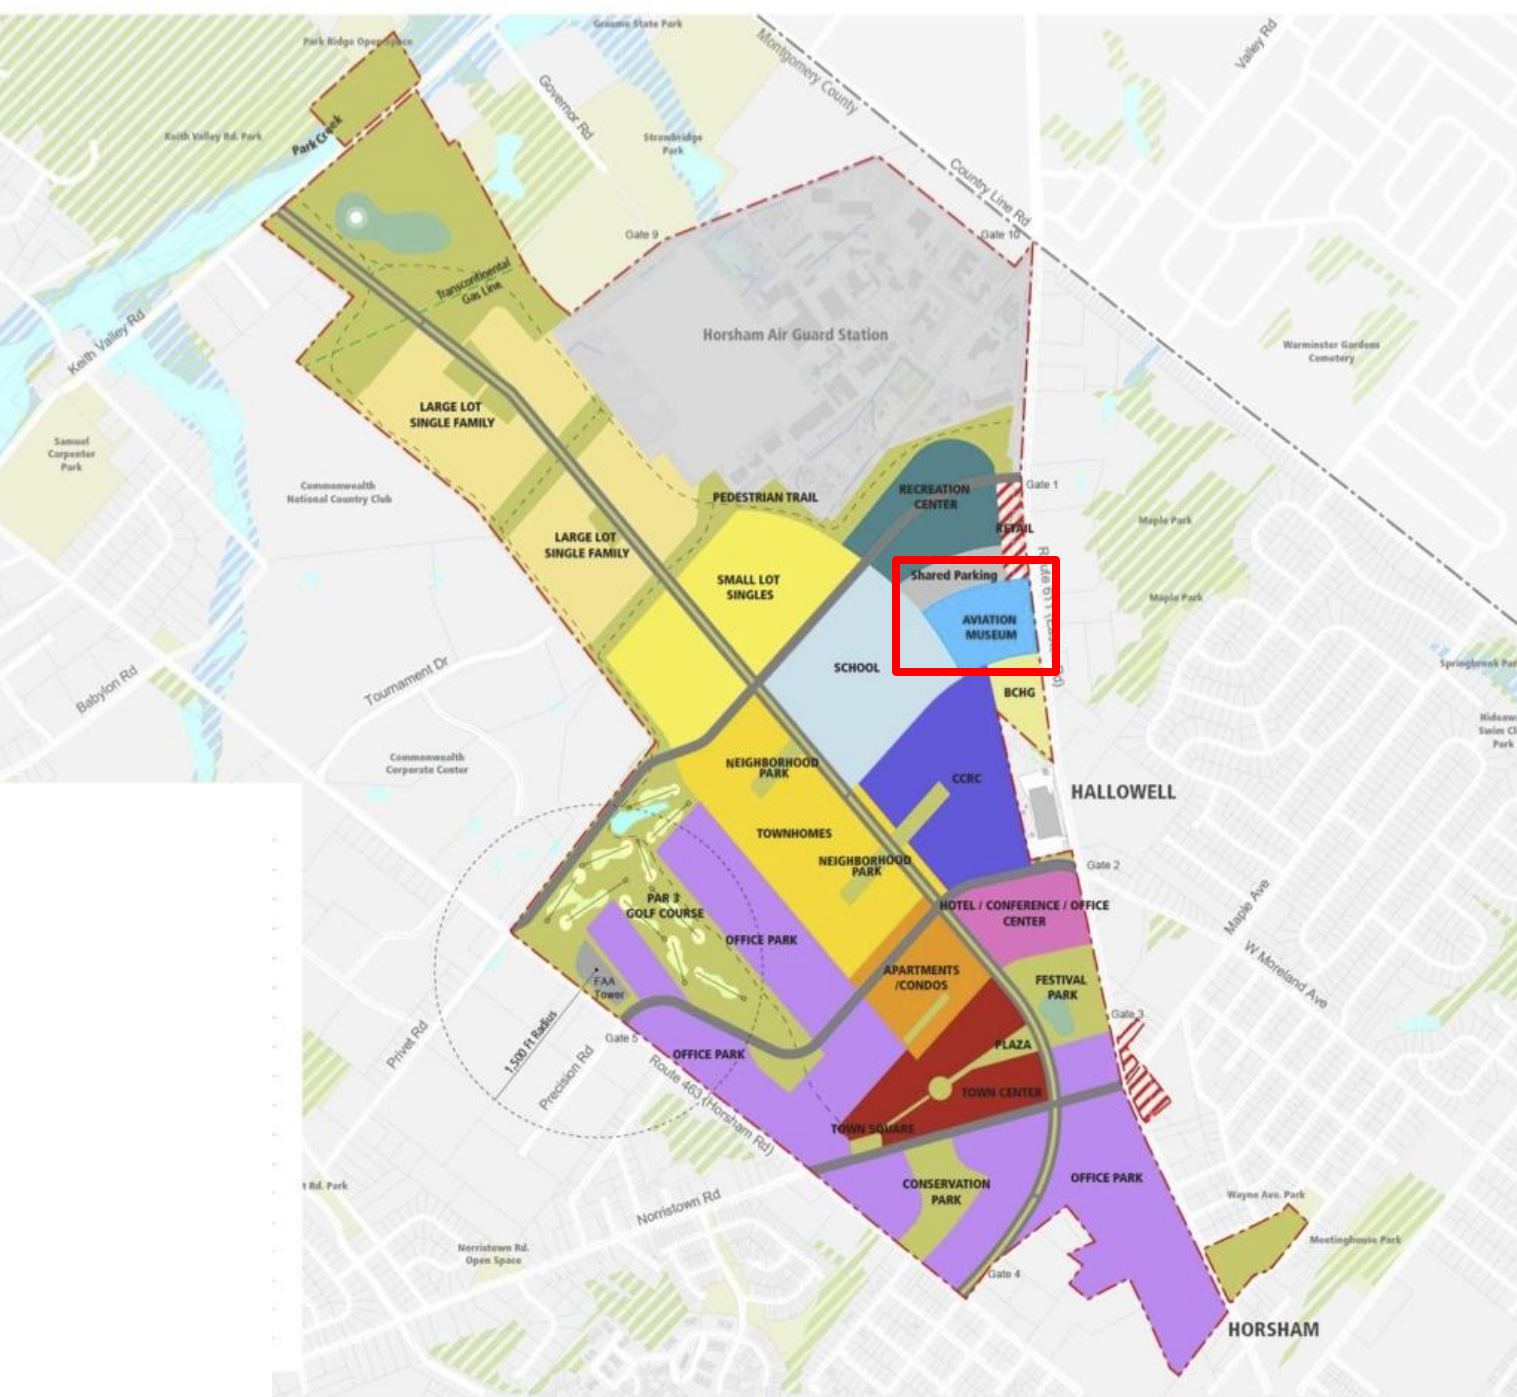 Groome State Park
Park Ridge Open Space
Montgomery County
Valley Rd
Governor Rd
Keith Valley Rd. Park
Park Creek
Strowbridge
Park
Country Line Rd
Gate 9
Gate 10
Transcontinental
Gas Line
Keith Valley Rd
Horsham Air Guard Station
Warminster Gardens
Cemetery
LARGE LOT
SINGLE FAMILY
Samuel
Carpenter
Park
Commonwealth
National Country Club
PEDESTRIAN TRAIL
RECREATION
CENTER
Gate 1
RETAIL
Maple Park
LARGE LOT
SINGLE FAMILY
SMALL LOT
SINGLES
Shared Parking
Route 611
Maple Park
AVIATION
MUSEUM
SCHOOL
BCHG
Babylon Rd
Tournament Dr
Commonwealth
Corporate Center
NEIGHBORHOOD
PARK
CCRC
HALLOWELL
TOWNHOMES
NEIGHBORHOOD
PARK
Gate 2
Maple Ave
PAR 3
GOLF COURSE
HOTEL / CONFERENCE / OFFICE
CENTER
OFFICE PARK
W Moreland Ave
APARTMENTS
/CONDOS
FESTIVAL
PARK
FAA
Tower
Gate 3
Privet Rd
1,500 Ft Radius
Gate 5
OFFICE PARK
PLAZA
Precision Rd
Route 463 (Horsham Rd)
TOWN CENTER
TOWN SQUARE
CONSERVATION
PARK
OFFICE PARK
Rd. Park
Norristown Rd
Wayne Ave. Park
Meetinghouse Park
Norristown Rd.
Open Space
Gate 4
HORSHAM